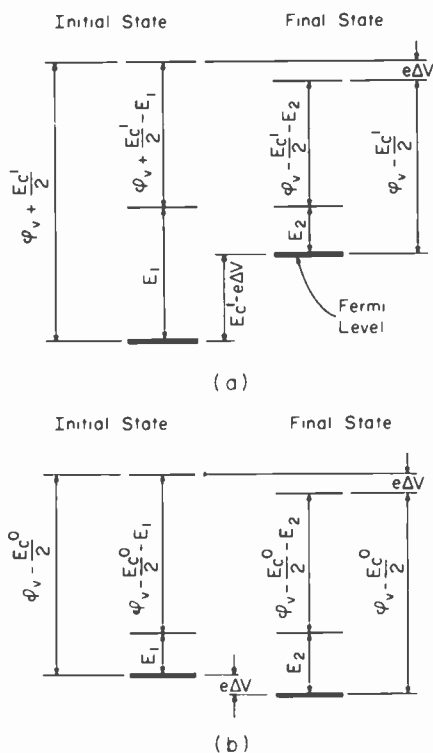 Initial State Final State
eΔV
φv + Ec¹/2
φv + Ec¹/2 - E₁
φv - Ec¹/2 - E₂
φv - Ec¹/2
E₁
E₂
Ec¹-eΔV
Fermi
Level
(a)
Initial State Final State
eΔV
φv - Ec⁰/2
φv - Ec⁰/2 - E₁
φv - Ec⁰/2 - E₂
φv - Ec⁰/2
E₁
eΔV
E₂
(b)